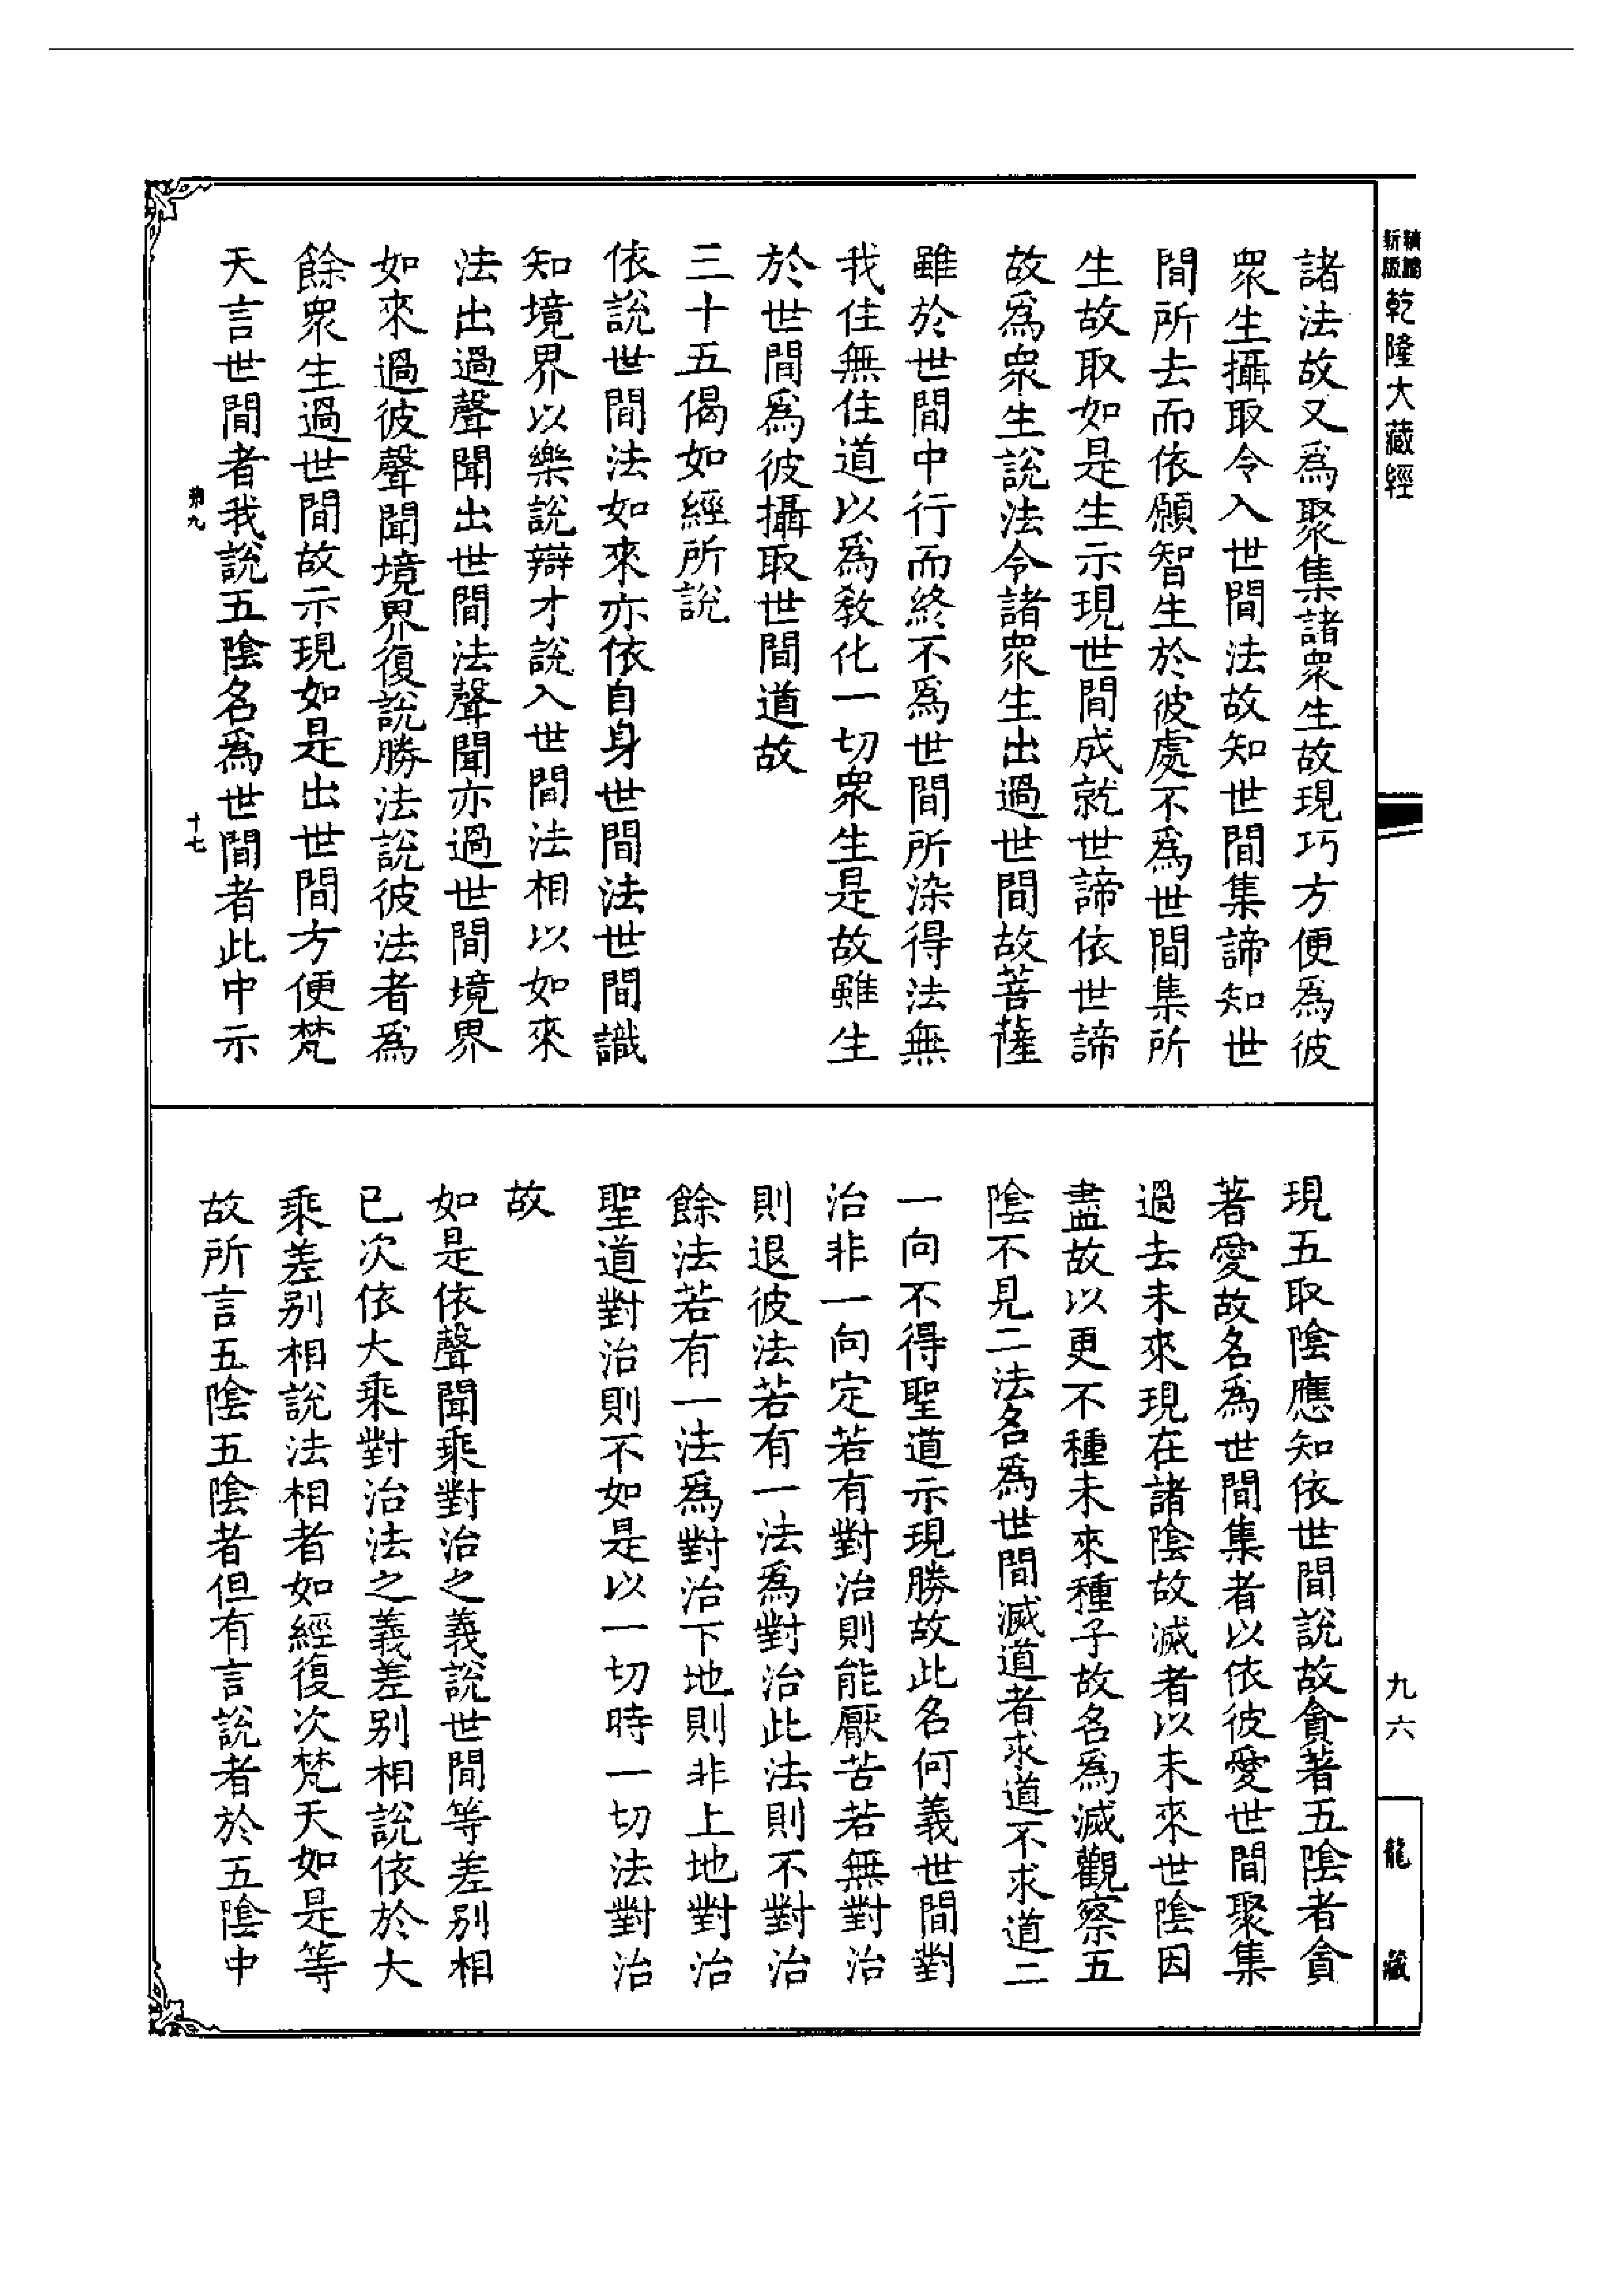 新版
精縮
乾隆大藏經
諸法故又爲聚集諸衆生故現巧方便爲彼
衆生攝取令入世間法故知世間集諦知世
間所去而依願智生於彼處不爲世間集所
生故取如是生示現世間成就世諦依世諦
故爲衆生說法令諸衆生出過世間故菩薩
雖於世間中行而終不爲世間所染得法無
我住無住道以爲教化一切衆生是故雖生
於世間爲彼攝取世間道故
三十五偈如經所說
依說世間法如來亦依自身世間法世間識
知境界以樂說辯才說入世間法相以如來
法出過聲聞出世間法聲聞亦過世間境界
如來過彼聲聞境界復說勝法說彼法者爲
餘衆生過世間故示現如是出世間方便梵
天言世間者我說五陰名爲世間者此中示
弟九
十七
現五取陰應知依世間說故貪著五陰者貪
著愛故名爲世間集者以依彼愛世間聚集
過去未來現在諸陰故滅者以未來世陰因
盡故以更不種未來種子故名爲滅觀察五
陰不見二法名爲世間滅道者求道不求道二
一向不得聖道示現勝故此名何義世間對
治非一向定若有對治則能厭苦若無對治
則退彼法若有一法爲對治此法則不對治
餘法若有一法爲對治下地則非上地對治
聖道對治則不如是以一切時一切法對治
故
如是依聲聞乘對治之義說世間等差別相
已次依大乘對治法之義差別相說依於大
乘差別相說法相者如經復次梵天如是等
故所言五陰五陰者但有言說者於五陰中
九六
龍藏